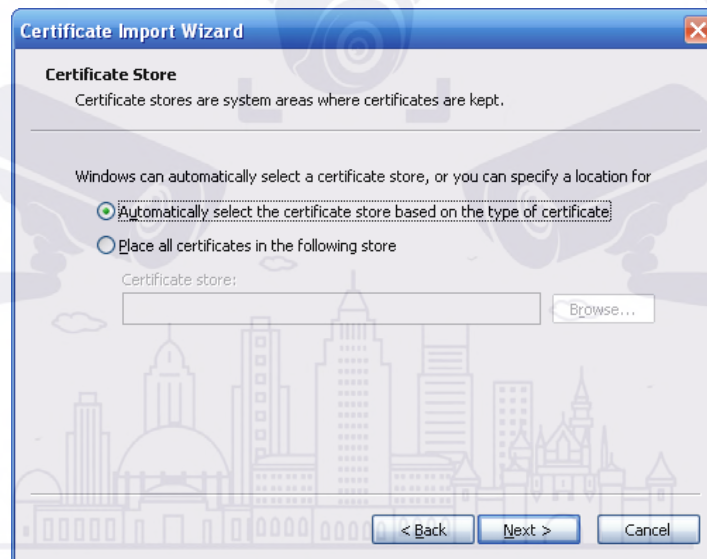 Certificate Import Wizard
Certificate Store
Certificate stores are system areas where certificates are kept.
Windows can automatically select a certificate store, or you can specify a location for
Automatically select the certificate store based on the type of certificate
Place all certificates in the following store
Certificate store:
Browse...
< Back
Next >
Cancel